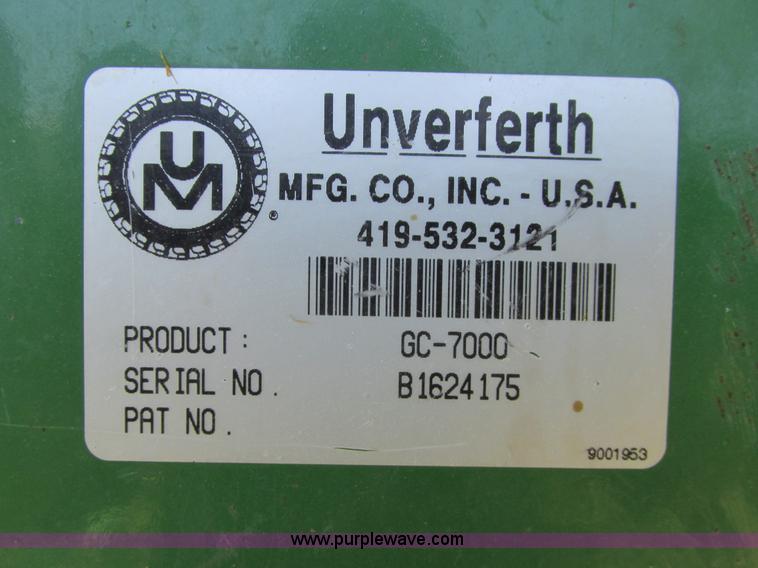 UM
®
Unverferth
MFG. CO., INC. - U.S.A.
419-532-3121
PRODUCT : GC-7000
SERIAL NO. B1624175
PAT NO.
9001953
www.purplewave.com